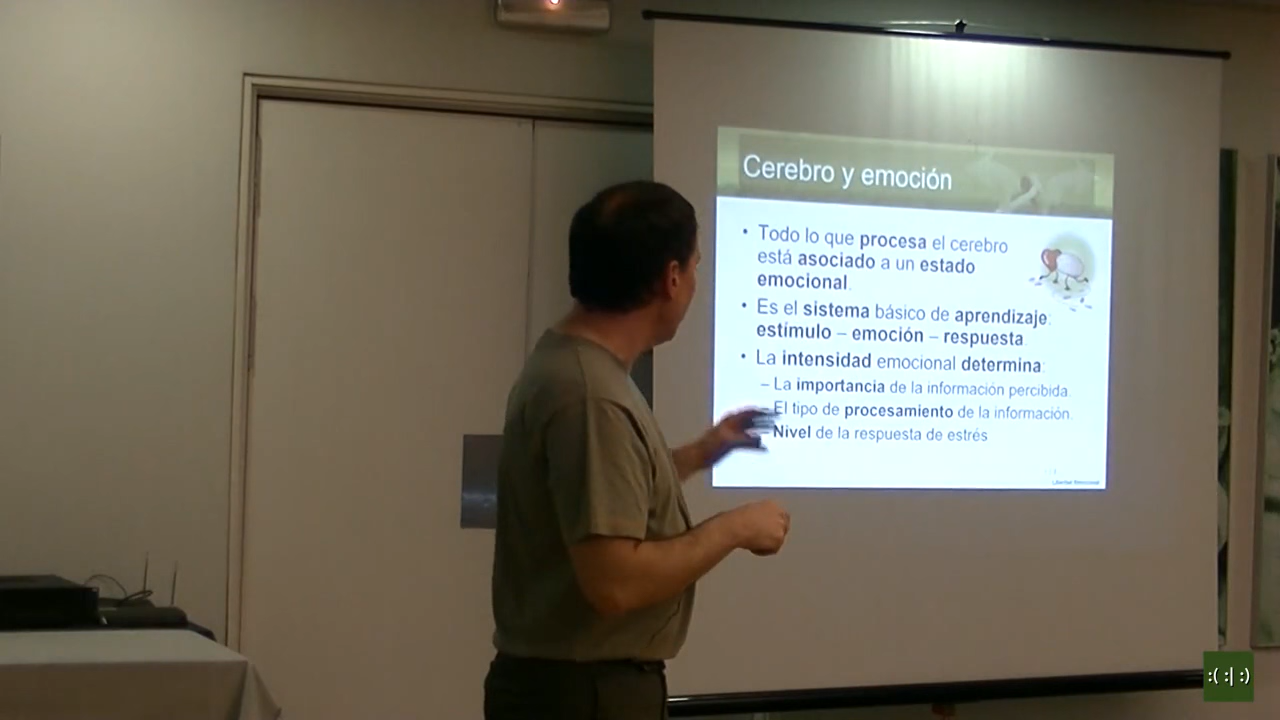 Cerebro y emoción
• Todo lo que procesa el cerebro
está asociado a un estado
emocional.
• Es el sistema básico de aprendizaje:
estímulo – emoción – respuesta.
• La intensidad emocional determina:
– La importancia de la información percibida.
– El tipo de procesamiento de la información.
– Nivel de la respuesta de estrés
Libertad Emocional
:( :| :)